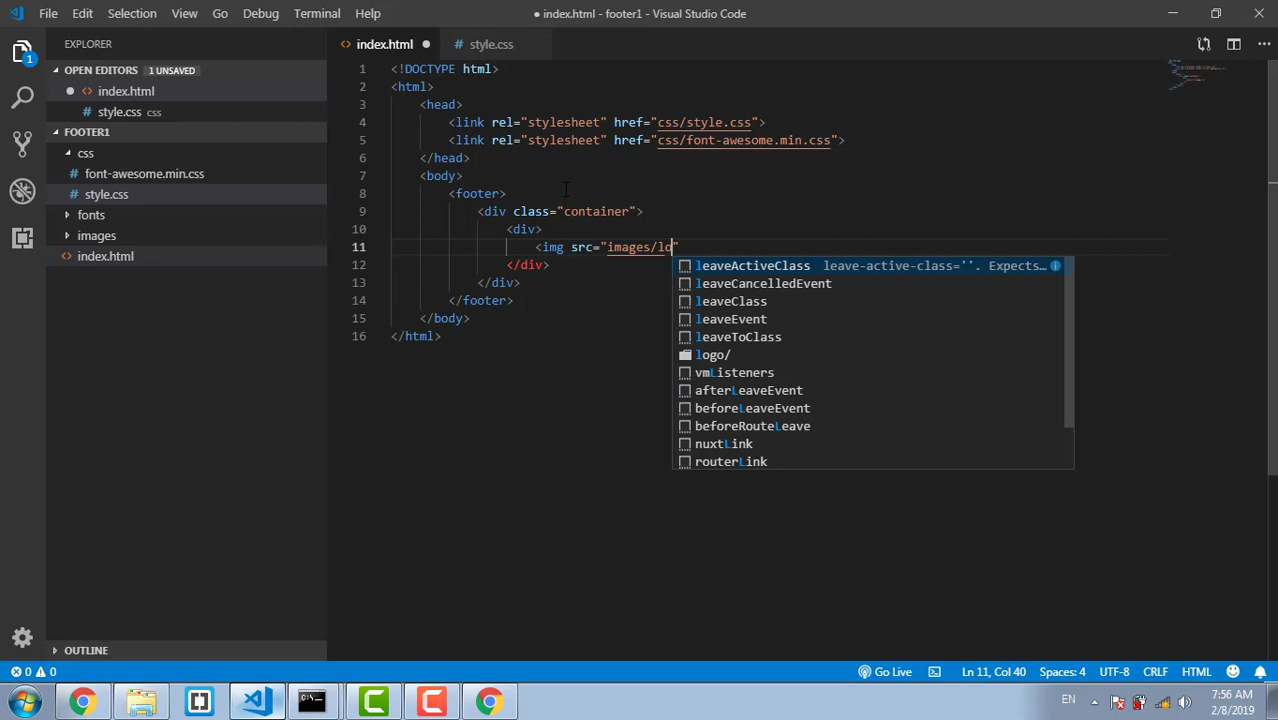 File Edit Selection View Go Debug Terminal Help
● index.html - footer1 - Visual Studio Code
EXPLORER
OPEN EDITORS 1 UNSAVED
index.html
style.css css
FOOTER1
css
font-awesome.min.css
style.css
fonts
images
index.html
OUTLINE
1
index.html
style.css
1 <!DOCTYPE html>
2 <html>
3 <head>
4 <link rel="stylesheet" href="css/style.css">
5 <link rel="stylesheet" href="css/font-awesome.min.css">
6 </head>
7 <body>
8 <footer>
9 <div class="container">
10 <div>
11 <img src="images/lo"
12 </div>
13 </div>
14 </footer>
15 </body>
16 </html>
leaveActiveClass leave-active-class=''. Expects…
leaveCancelledEvent
leaveClass
leaveEvent
leaveToClass
logo/
vmListeners
afterLeaveEvent
beforeLeaveEvent
beforeRouteLeave
nuxtLink
routerLink
0 0
Go Live
Ln 11, Col 40
Spaces: 4
UTF-8
CRLF
HTML
EN
7:56 AM
2/8/2019